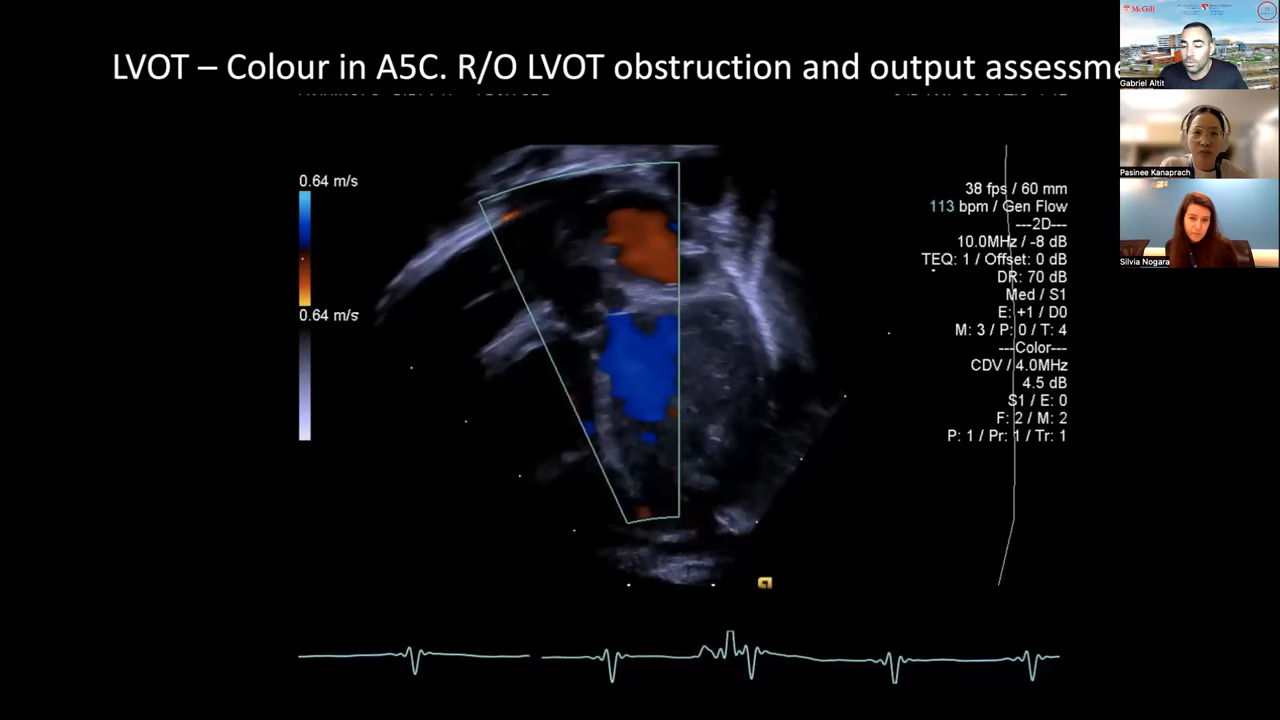 LVOT – Colour in A5C. R/O LVOT obstruction and output assessme
McGill
Gabriel Altit
Pasinee Kanaprach
Silvia Nogara
0.64 m/s
0.64 m/s
38 fps / 60 mm
113 bpm / Gen Flow
---2D---
10.0MHz / -8 dB
TEQ: 1 / Offset: 0 dB
DR: 70 dB
Med / S1
E: +1 / D0
M: 3 / P: 0 / T: 4
---Color---
CDV / 4.0MHz
4.5 dB
S1 / E: 0
F: 2 / M: 2
P: 1 / Pr: 1 / Tr: 1